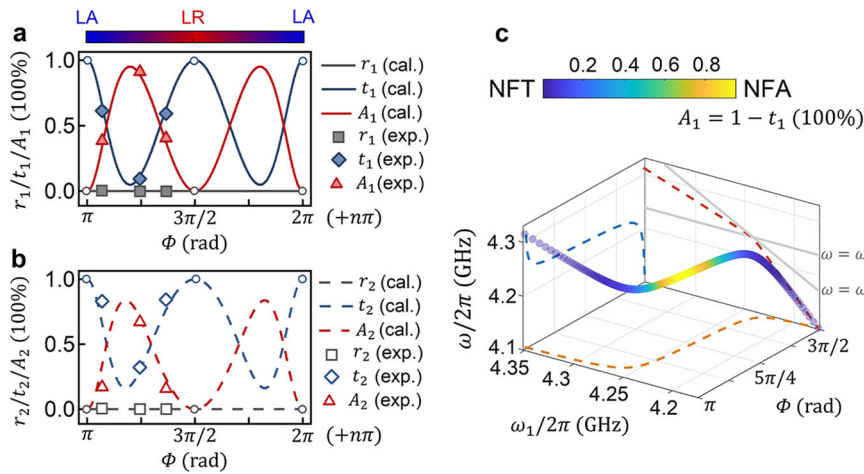 LA LR LA
a
r₁/t₁/A₁ (100%)
1.0
0.5
0.0
π 3π/2 2π (+nπ)
Φ (rad)
r₁ (cal.)
t₁ (cal.)
A₁ (cal.)
r₁ (exp.)
t₁ (exp.)
A₁(exp.)
b
r₂/t₂/A₂ (100%)
1.0
0.5
0.0
π 3π/2 2π (+nπ)
Φ (rad)
r₂ (cal.)
t₂ (cal.)
A₂ (cal.)
r₂ (exp.)
t₂ (exp.)
A₂ (exp.)
c
0.2 0.4 0.6 0.8
NFT NFA
A₁ = 1 − t₁ (100%)
ω/2π (GHz)
4.3
4.2
4.1
4.35 4.3 4.25 4.2
ω₁/2π (GHz)
π 5π/4 3π/2
Φ (rad)
ω = ω
ω = ω